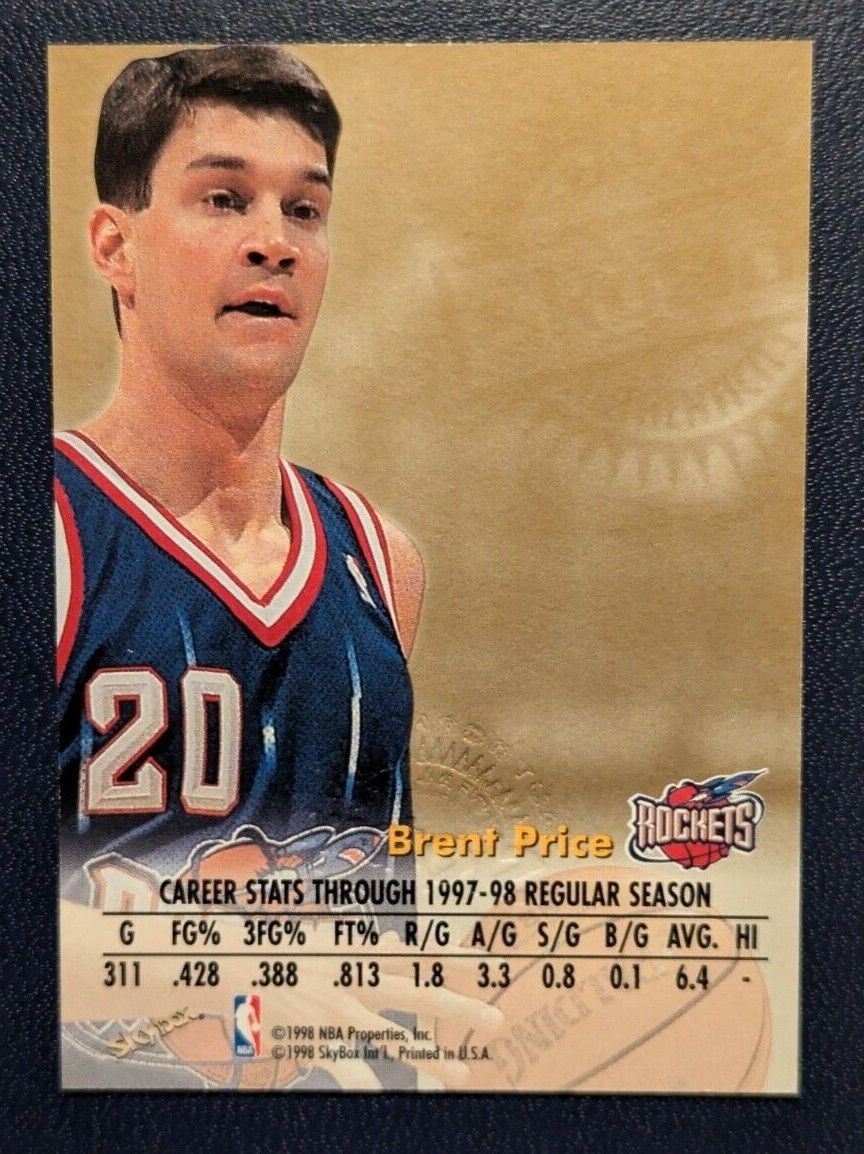 20
Brent Price
ROCKETS
CAREER STATS THROUGH 1997-98 REGULAR SEASON
G FG% 3FG% FT% R/G A/G S/G B/G AVG. HI
311 .428 .388 .813 1.8 3.3 0.8 0.1 6.4 -
SkyBox®
NBA
©1998 NBA Properties, Inc.
©1998 SkyBox Int'l., Printed in U.S.A.